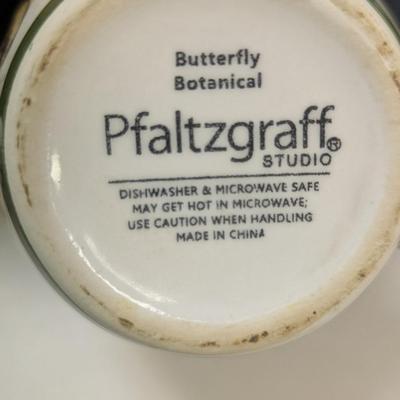 Butterfly
Botanical
Pfaltzgraff®
STUDIO
DISHWASHER & MICROWAVE SAFE
MAY GET HOT IN MICROWAVE;
USE CAUTION WHEN HANDLING
MADE IN CHINA